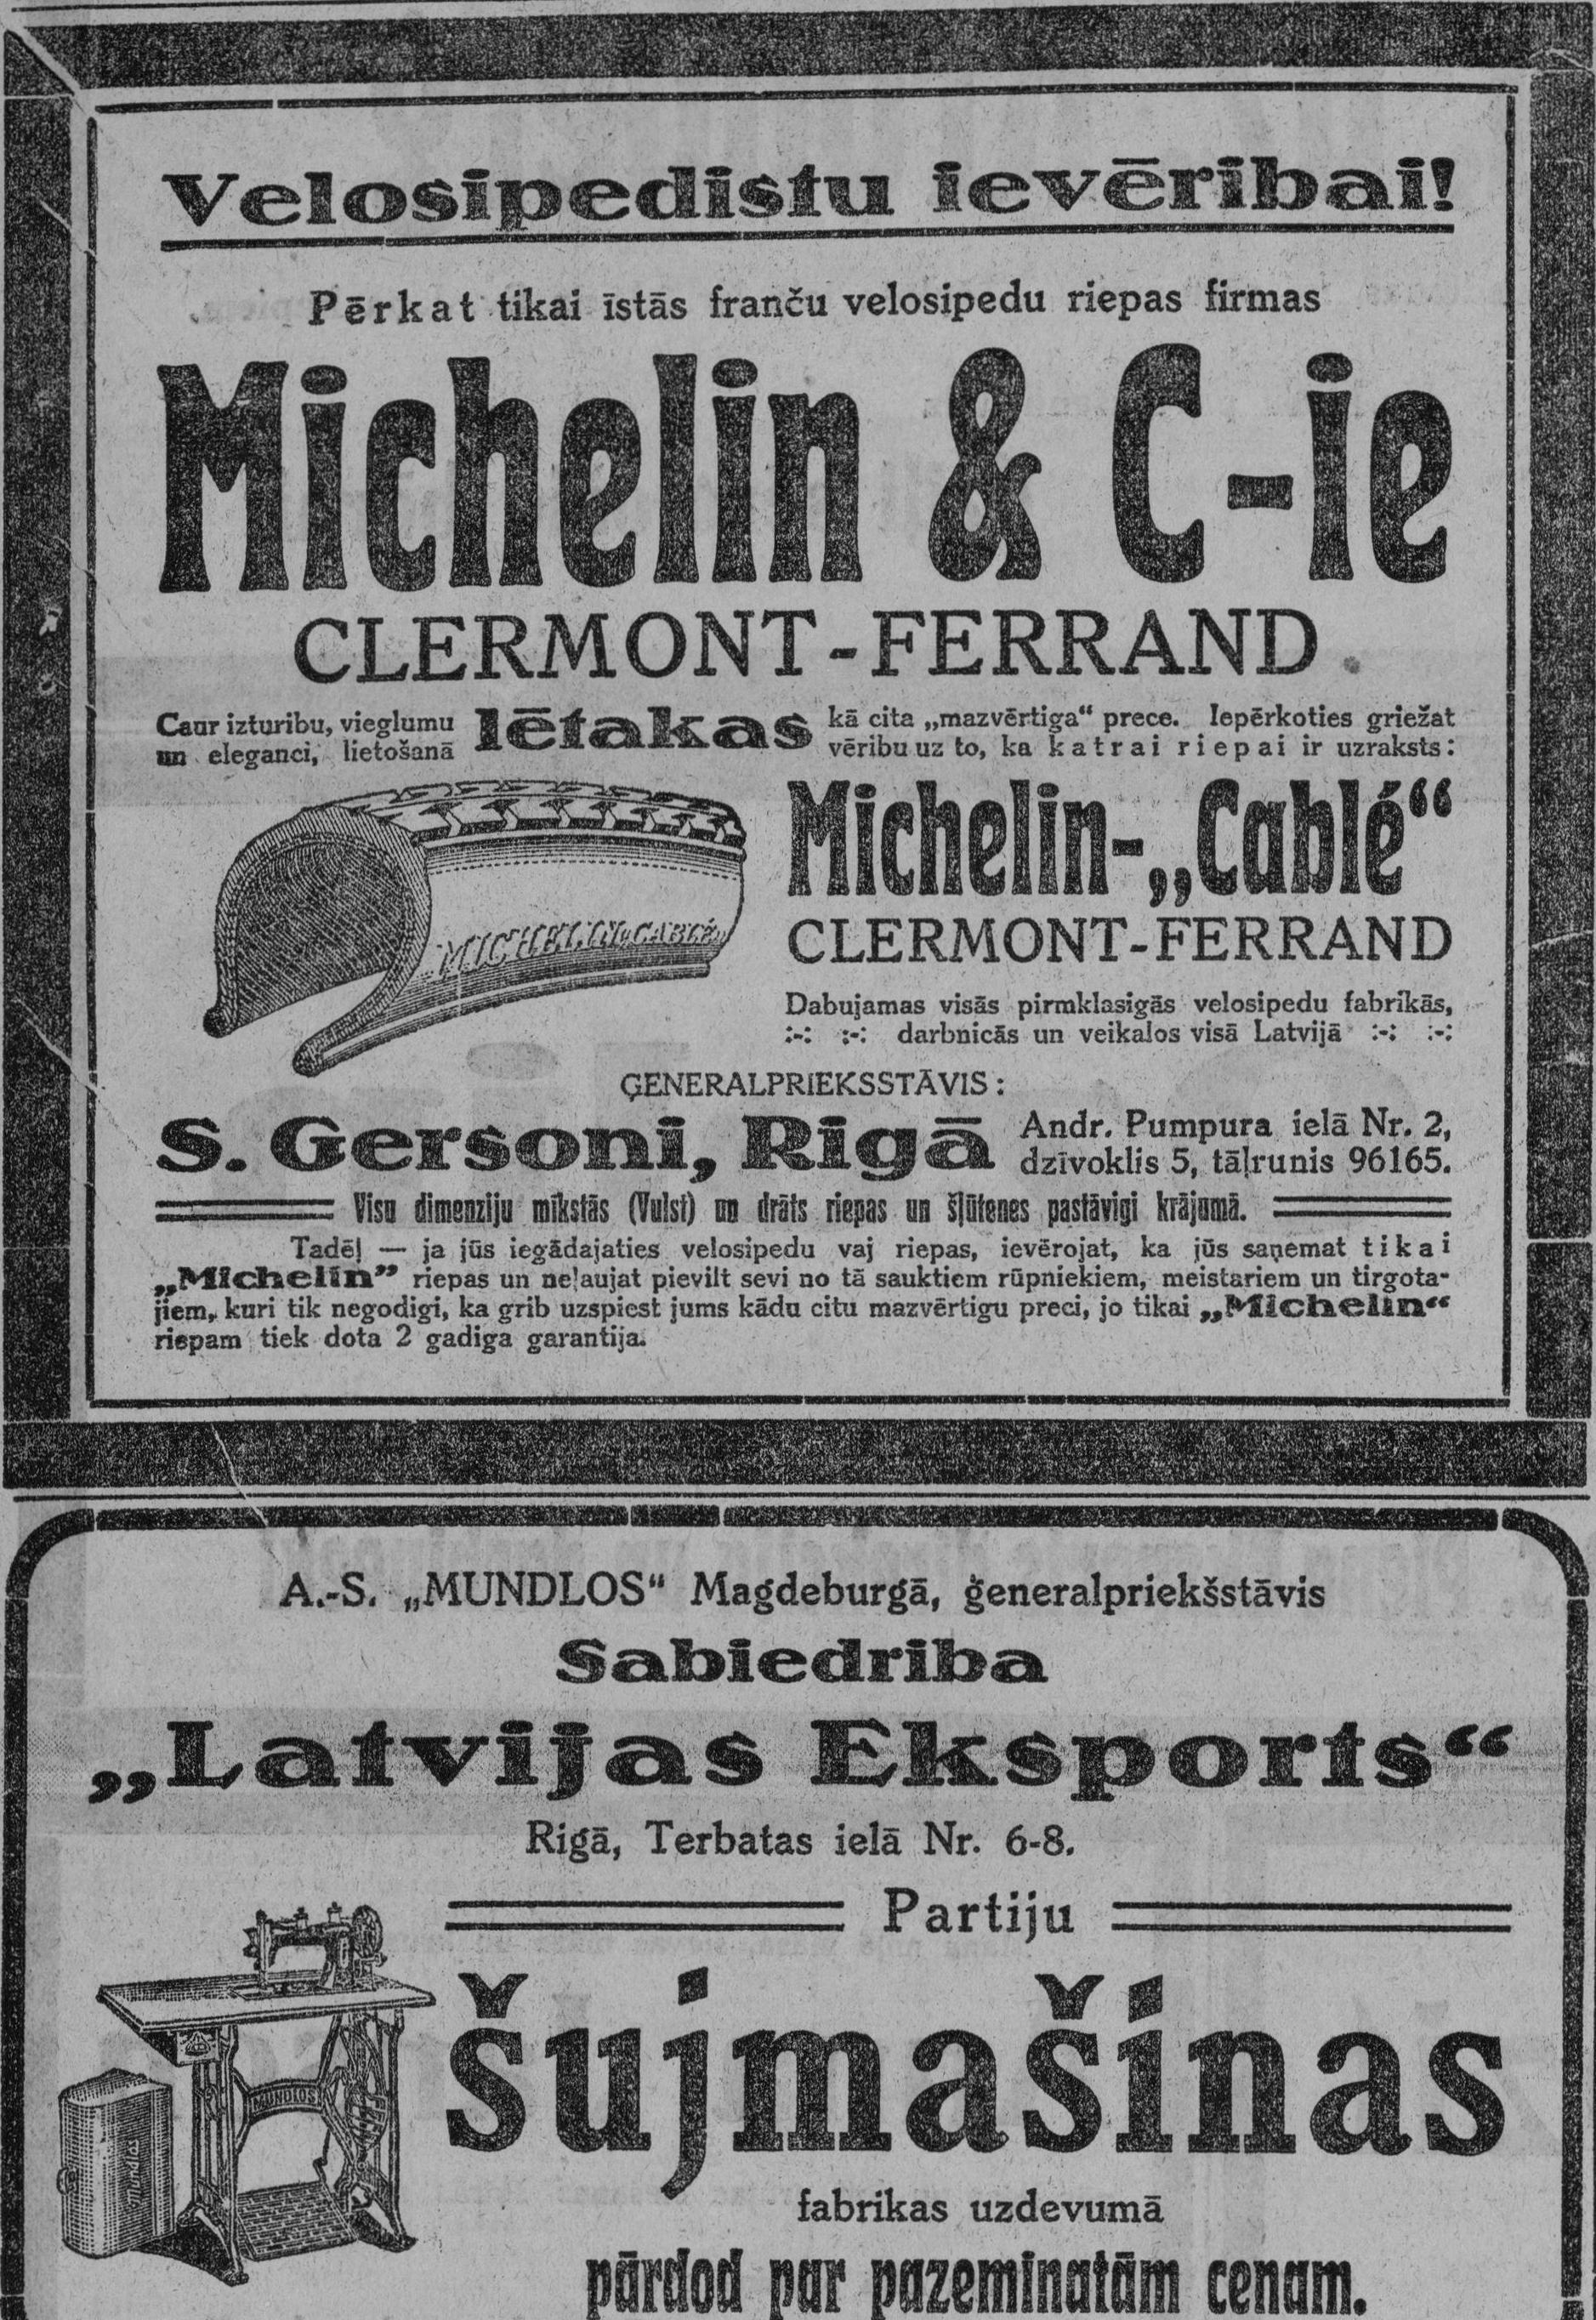 Velosipedistu ievēribai!
Pērkat tikai īstās franču velosipedu riepas firmas
Michelin & C-ie
CLERMONT-FERRAND.
Caur izturibu, vieglumu
un eleganci, lietošanā
lētakas
kā cita „mazvērtiga“ prece. Iepērkoties griežat
vēribu uz to, ka katrai riepai ir uzraksts:
MICHELIN „CABLÉ“
Michelin-„Cablé“
CLERMONT-FERRAND
Dabujamas visās pirmklasigās velosipedu fabrikās,
:-: :-: darbnicās un veikalos visā Latvijā :-: :-:
ĢENERALPRIEKSSTĀVIS:
S. Gersoni, Rigā
Andr. Pumpura ielā Nr. 2,
dzīvoklis 5, tāļrunis 96165.
Visu dimenziju mīkstās (Vulst) un drāts riepas un šļūtenes pastāvigi krājumā.
Tadēļ — ja jūs iegādajaties velosipedu vaj riepas, ievērojat, ka jūs saņemat tikai
„Michelin” riepas un neļaujat pievilt sevi no tā sauktiem rūpniekiem, meistariem un tirgota-
jiem, kuri tik negodigi, ka grib uzspiest jums kādu citu mazvērtigu preci, jo tikai „Michelin“
riepam tiek dota 2 gadiga garantija.
A.-S. „MUNDLOS“ Magdeburgā, ģeneralpriekšstāvis
Sabiedriba
„Latvijas Eksports“
Rigā, Terbatas ielā Nr. 6-8.
Partiju
šujmašinas
MUNDLOS
MUNDLOS
fabrikas uzdevumā
pārdod par pazeminatām cenam.